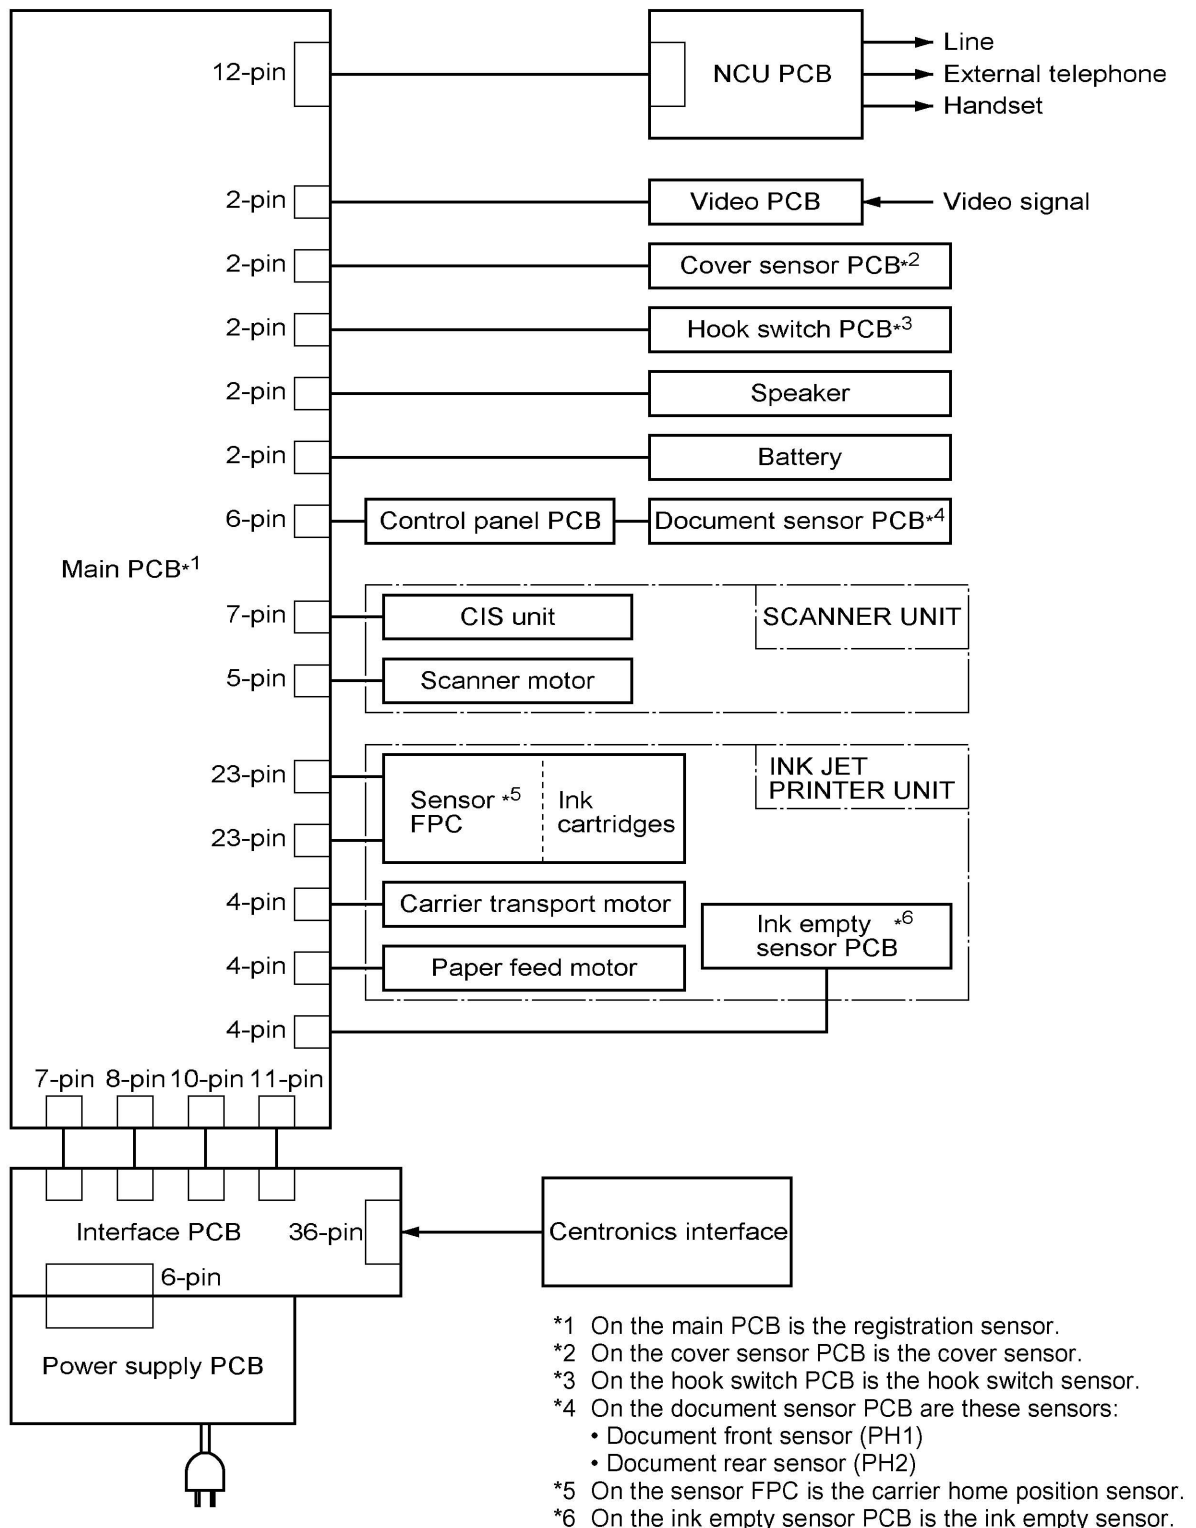 12-pin
NCU PCB
Line
External telephone
Handset
2-pin
Video PCB
Video signal
2-pin
Cover sensor PCB*2
2-pin
Hook switch PCB*3
2-pin
Speaker
2-pin
Battery
6-pin
Control panel PCB
Document sensor PCB*4
Main PCB*1
7-pin
CIS unit
SCANNER UNIT
5-pin
Scanner motor
23-pin
23-pin
Sensor *5
FPC
Ink
cartridges
INK JET
PRINTER UNIT
4-pin
Carrier transport motor
4-pin
Paper feed motor
Ink empty *6
sensor PCB
4-pin
7-pin 8-pin 10-pin 11-pin
Interface PCB
36-pin
Centronics interface
6-pin
Power supply PCB
*1 On the main PCB is the registration sensor.
*2 On the cover sensor PCB is the cover sensor.
*3 On the hook switch PCB is the hook switch sensor.
*4 On the document sensor PCB are these sensors:
• Document front sensor (PH1)
• Document rear sensor (PH2)
*5 On the sensor FPC is the carrier home position sensor.
*6 On the ink empty sensor PCB is the ink empty sensor.